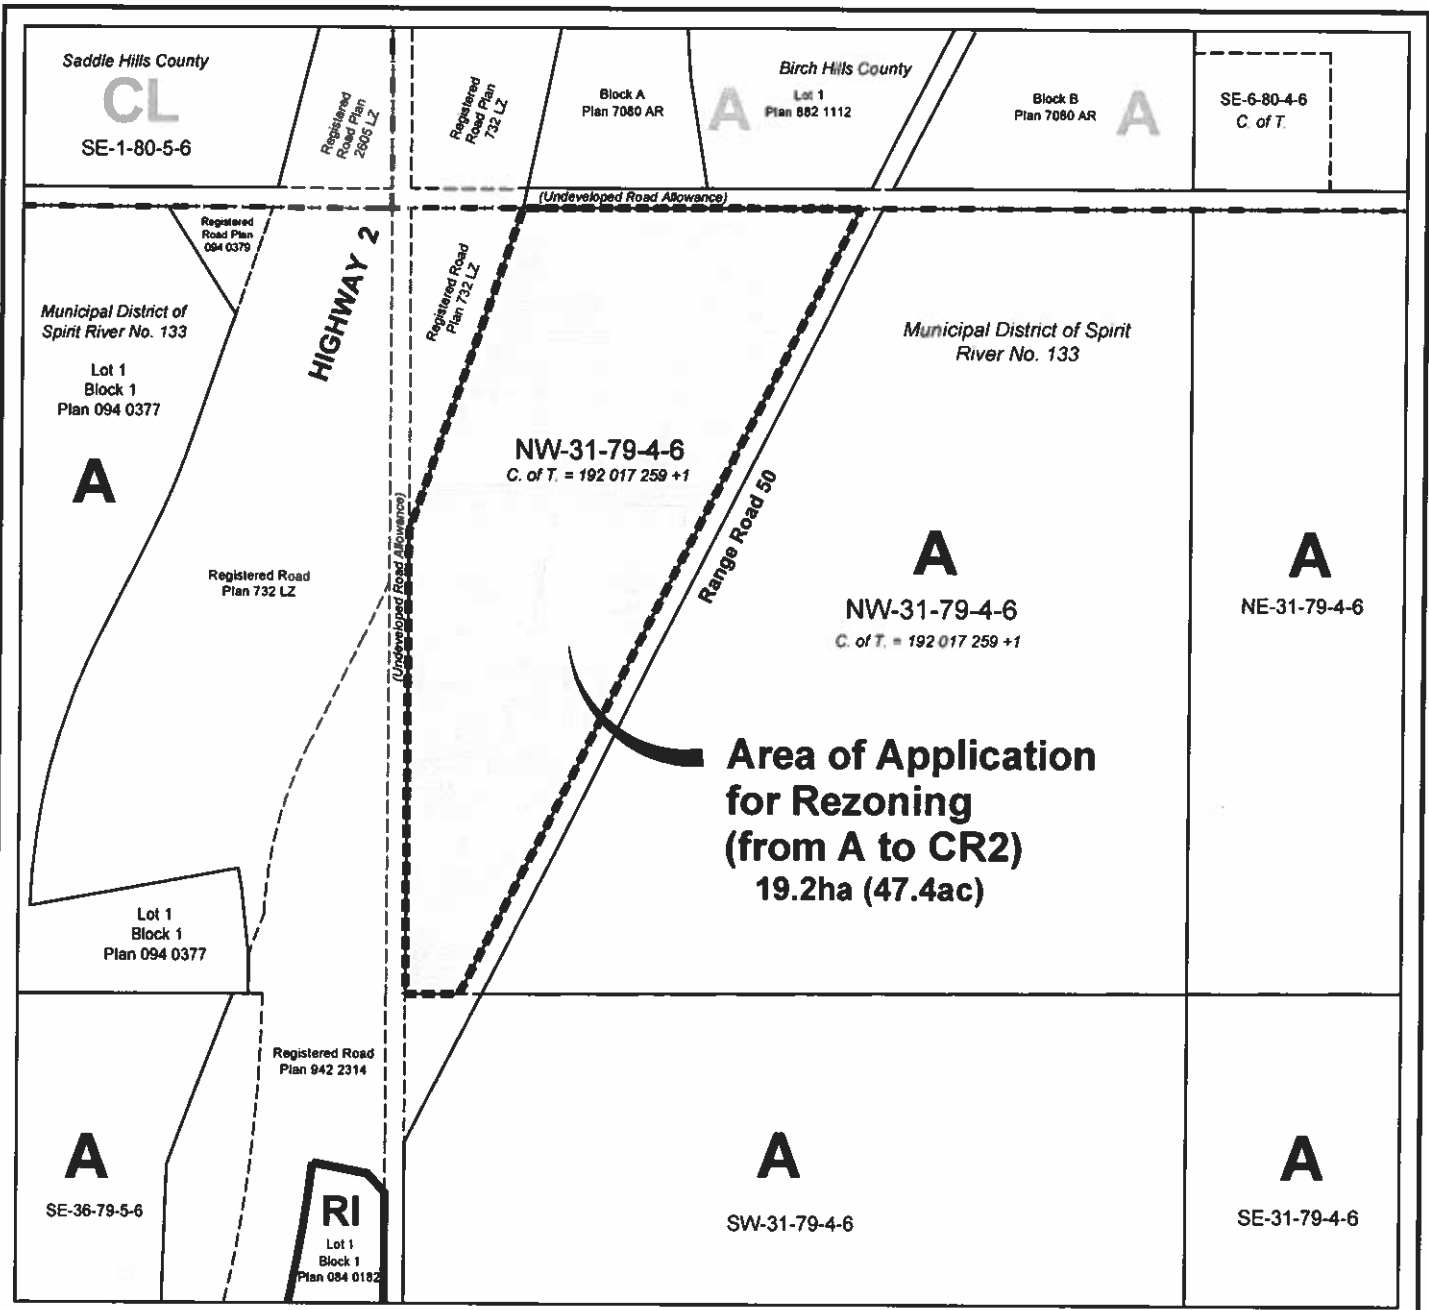 Saddle Hills County
CL
SE-1-80-5-6
Registered
Road Plan
2605 LZ
Registered
Road Plan
732 LZ
Block A
Plan 7080 AR
A
Birch Hills County
Lot 1
Plan 882 1112
Block B
Plan 7080 AR
A
SE-6-80-4-6
C. of T.
(Undeveloped Road Allowance)
Registered
Road Plan
094 0379
HIGHWAY 2
Registered Road
Plan 732 LZ
Municipal District of
Spirit River No. 133
Lot 1
Block 1
Plan 094 0377
A
Municipal District of Spirit
River No. 133
NW-31-79-4-6
C. of T. = 192 017 259 +1
Range Road 50
(Undeveloped Road Allowance)
Registered Road
Plan 732 LZ
A
NW-31-79-4-6
C. of T. = 192 017 259 +1
A
NE-31-79-4-6
Area of Application
for Rezoning
(from A to CR2)
19.2ha (47.4ac)
Lot 1
Block 1
Plan 094 0377
Registered Road
Plan 942 2314
A
SE-36-79-5-6
RI
Lot 1
Block 1
Plan 084 0182
A
SW-31-79-4-6
A
SE-31-79-4-6